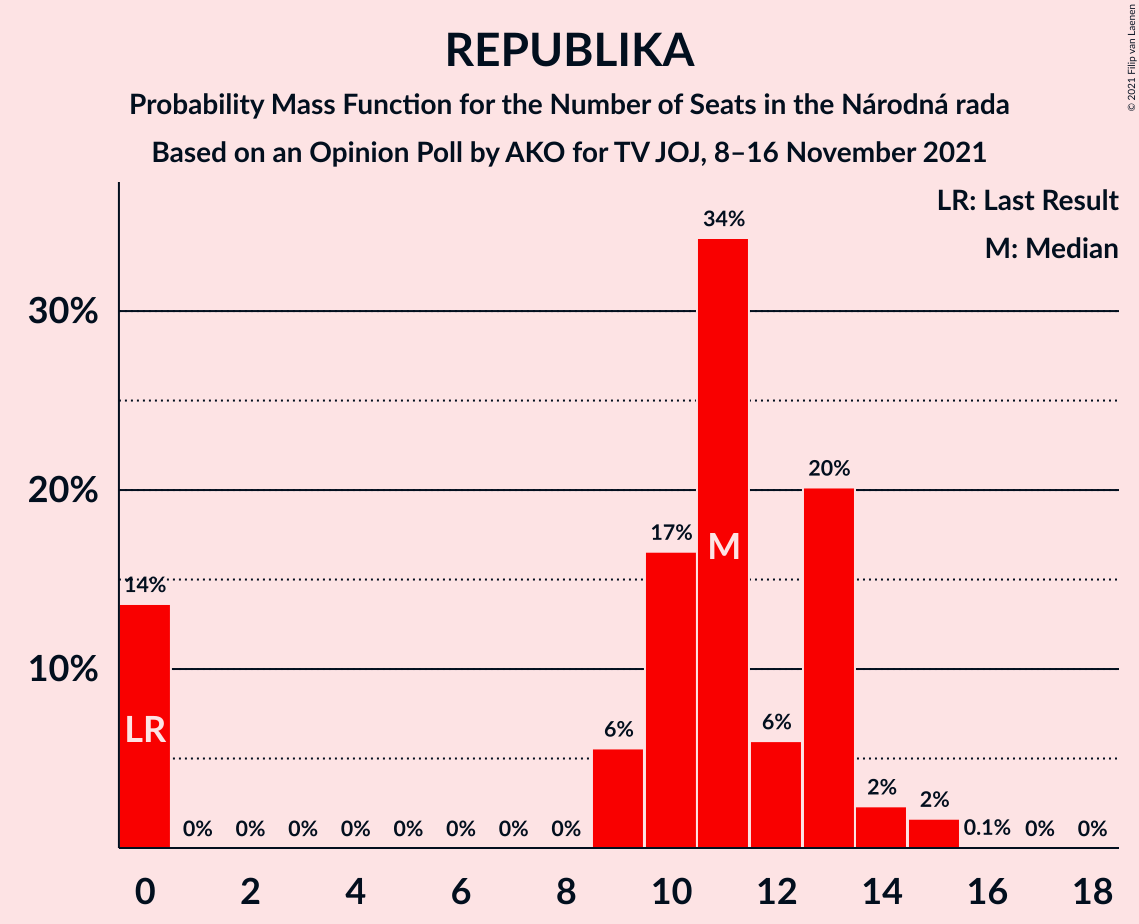 REPUBLIKA
Probability Mass Function for the Number of Seats in the Národná rada
Based on an Opinion Poll by AKO for TV JOJ, 8–16 November 2021
© 2021 Filip van Laenen
LR: Last Result
M: Median
30%
20%
10%
14%
0%
0%
0%
0%
0%
0%
0%
0%
6%
17%
34%
6%
20%
2%
2%
0.1%
0%
0%
LR
M
0 2 4 6 8 10 12 14 16 18